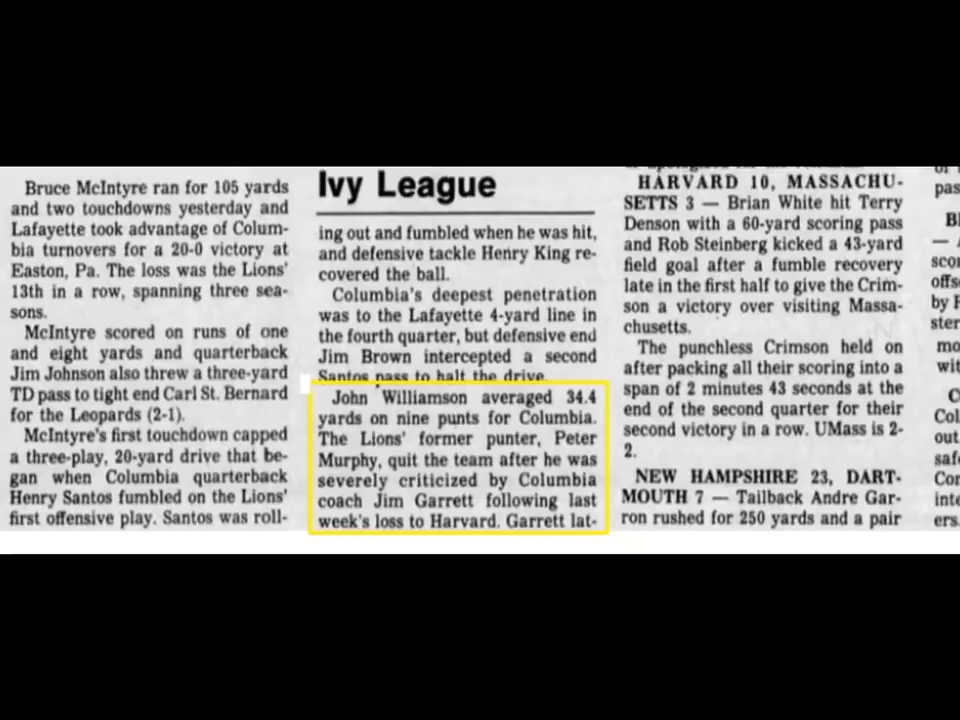 Bruce McIntyre ran for 105 yards
and two touchdowns yesterday and
Lafayette took advantage of Colum-
bia turnovers for a 20-0 victory at
Easton, Pa. The loss was the Lions'
13th in a row, spanning three sea-
sons.
McIntyre scored on runs of one
and eight yards and quarterback
Jim Johnson also threw a three-yard
TD pass to tight end Carl St. Bernard
for the Leopards (2-1).
McIntyre's first touchdown capped
a three-play, 20-yard drive that be-
gan when Columbia quarterback
Henry Santos fumbled on the Lions'
first offensive play. Santos was roll-
Ivy League
ing out and fumbled when he was hit,
and defensive tackle Henry King re-
covered the ball.
Columbia's deepest penetration
was to the Lafayette 4-yard line in
the fourth quarter, but defensive end
Jim Brown intercepted a second
Santos pass to halt the drive.
John Williamson averaged 34.4
yards on nine punts for Columbia.
The Lions' former punter, Peter
Murphy, quit the team after he was
severely criticized by Columbia
coach Jim Garrett following last
week's loss to Harvard. Garrett lat-
HARVARD 10, MASSACHU-
SETTS 3 — Brian White hit Terry
Denson with a 60-yard scoring pass
and Rob Steinberg kicked a 43-yard
field goal after a fumble recovery
late in the first half to give the Crim-
son a victory over visiting Massa-
chusetts.
The punchless Crimson held on
after packing all their scoring into a
span of 2 minutes 43 seconds at the
end of the second quarter for their
second victory in a row. UMass is 2-
2.
NEW HAMPSHIRE 23, DART-
MOUTH 7 — Tailback Andre Gar-
ron rushed for 250 yards and a pair